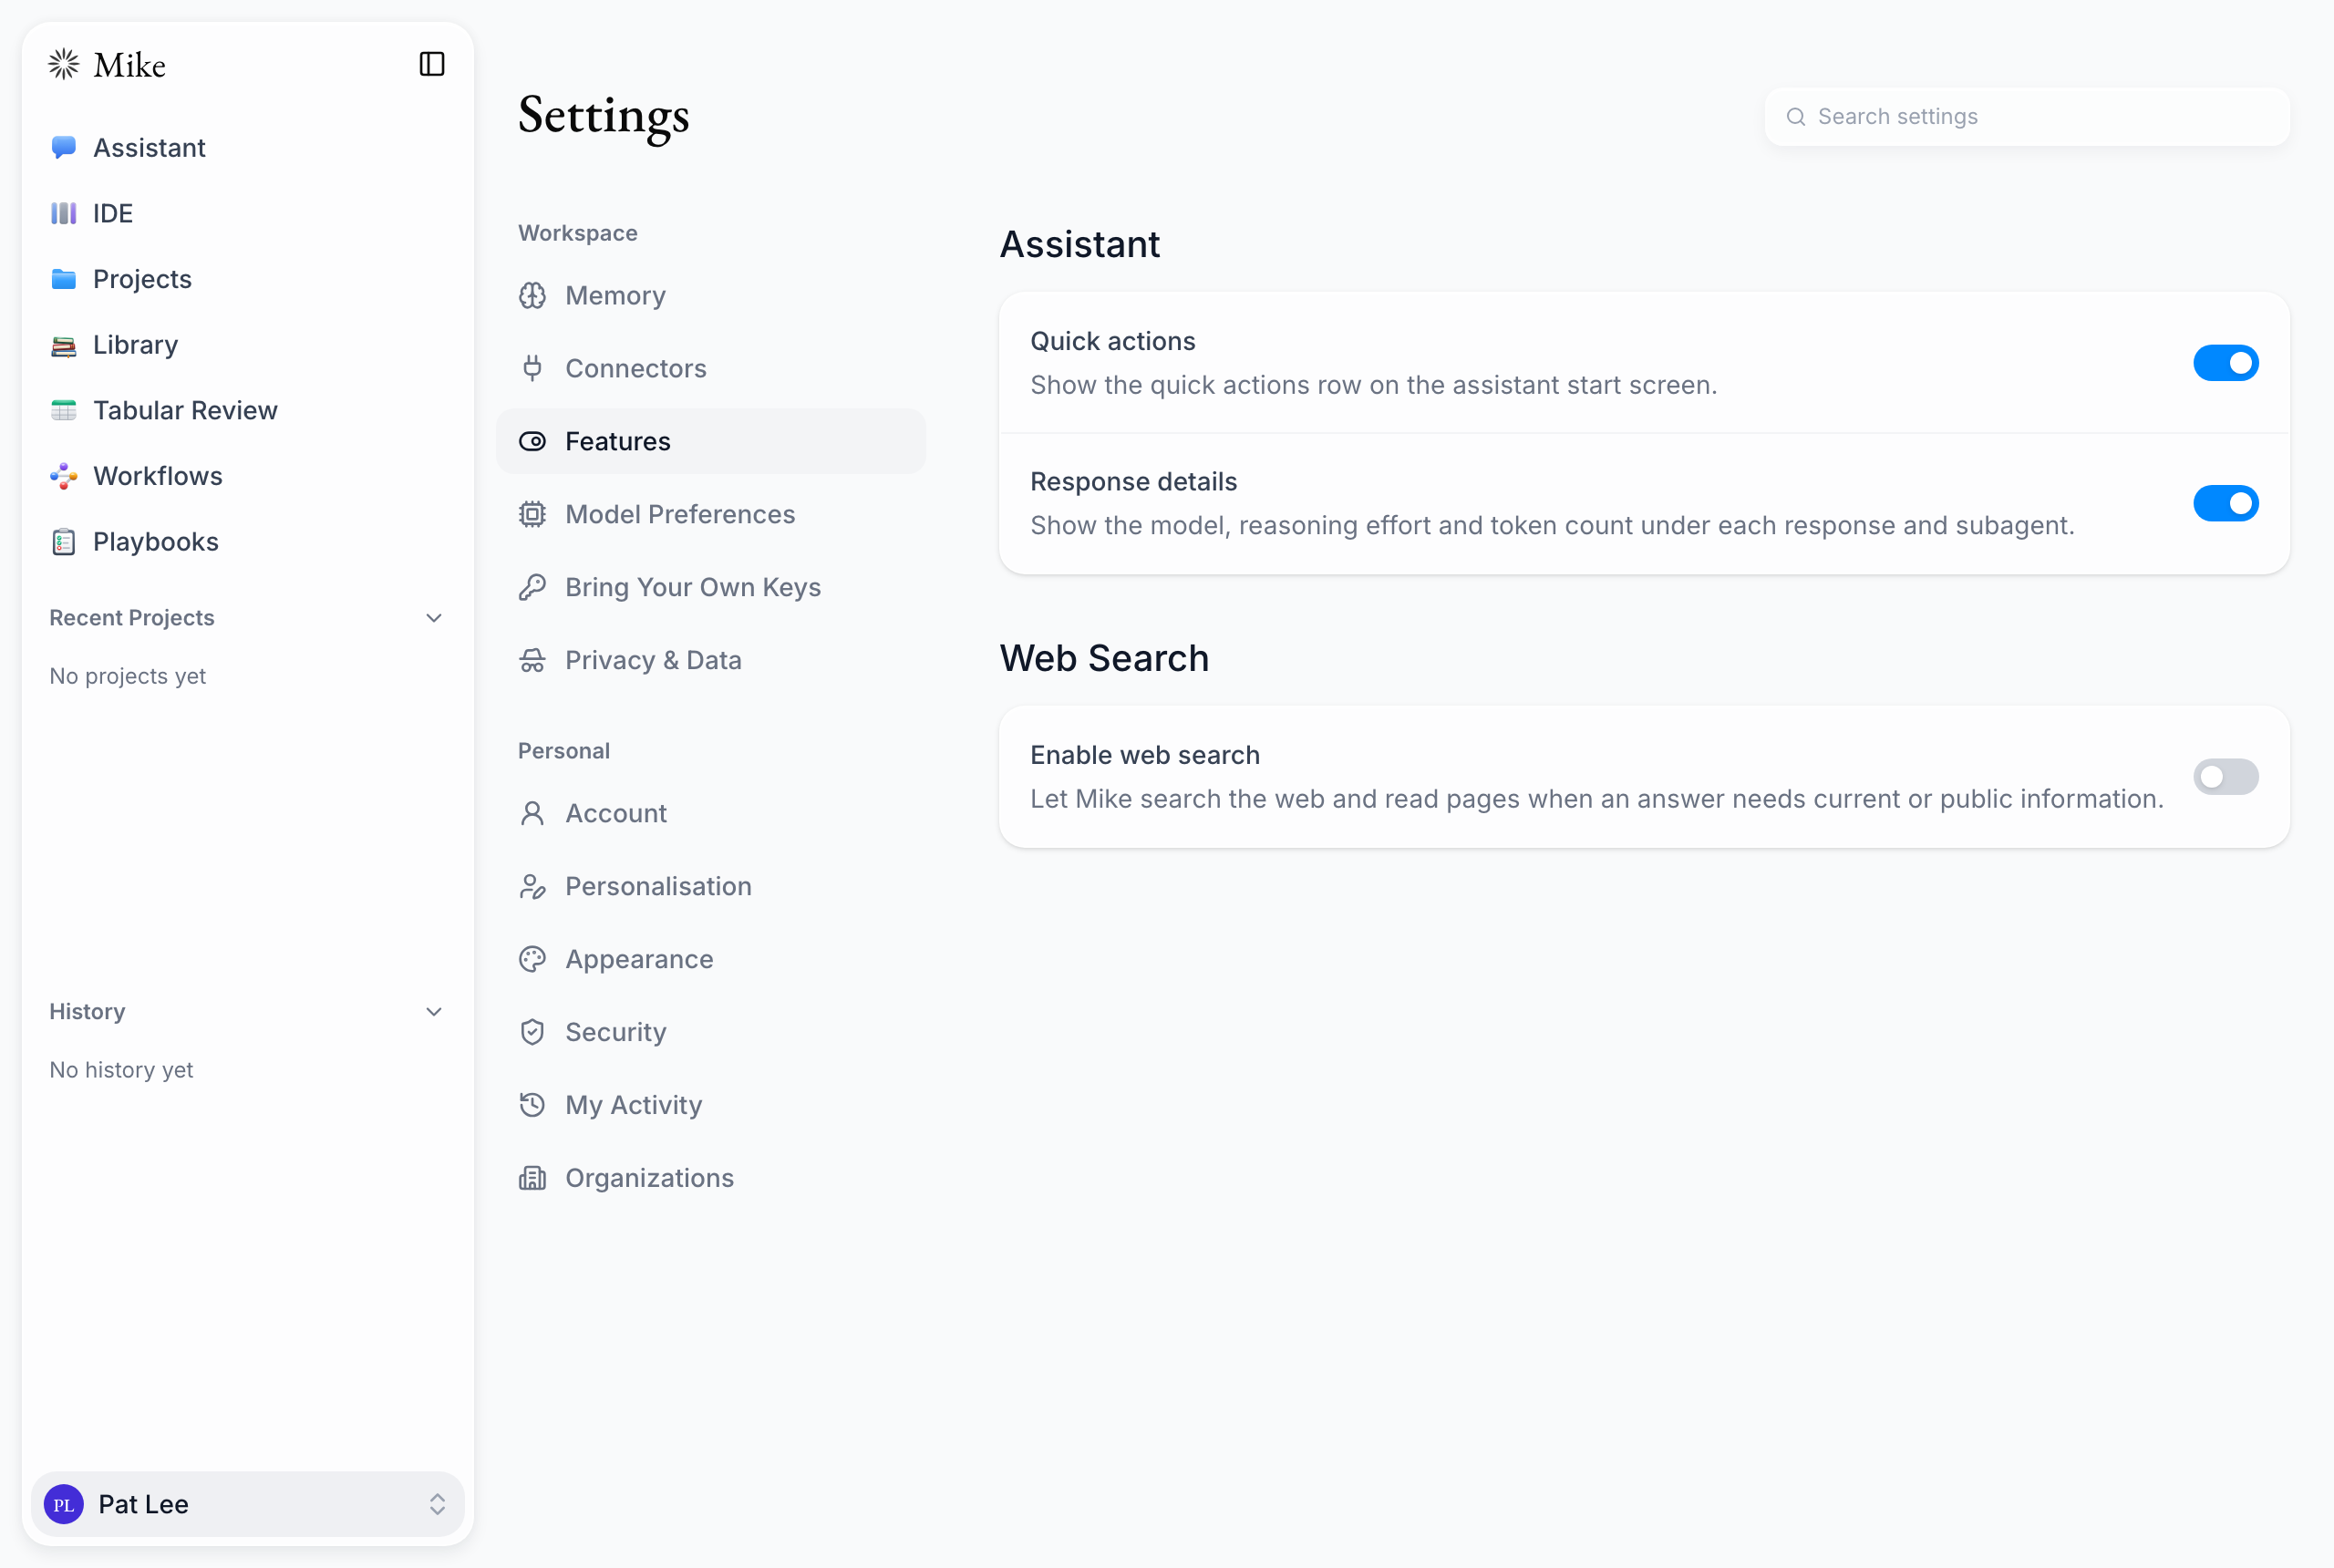 Mike
Assistant
IDE
Projects
Library
Tabular Review
Workflows
Playbooks
Recent Projects
No projects yet
History
No history yet
PL Pat Lee
Settings
Search settings
Workspace
Memory
Connectors
Features
Model Preferences
Bring Your Own Keys
Privacy & Data
Personal
Account
Personalisation
Appearance
Security
My Activity
Organizations
Assistant
Quick actions
Show the quick actions row on the assistant start screen.
Response details
Show the model, reasoning effort and token count under each response and subagent.
Web Search
Enable web search
Let Mike search the web and read pages when an answer needs current or public information.